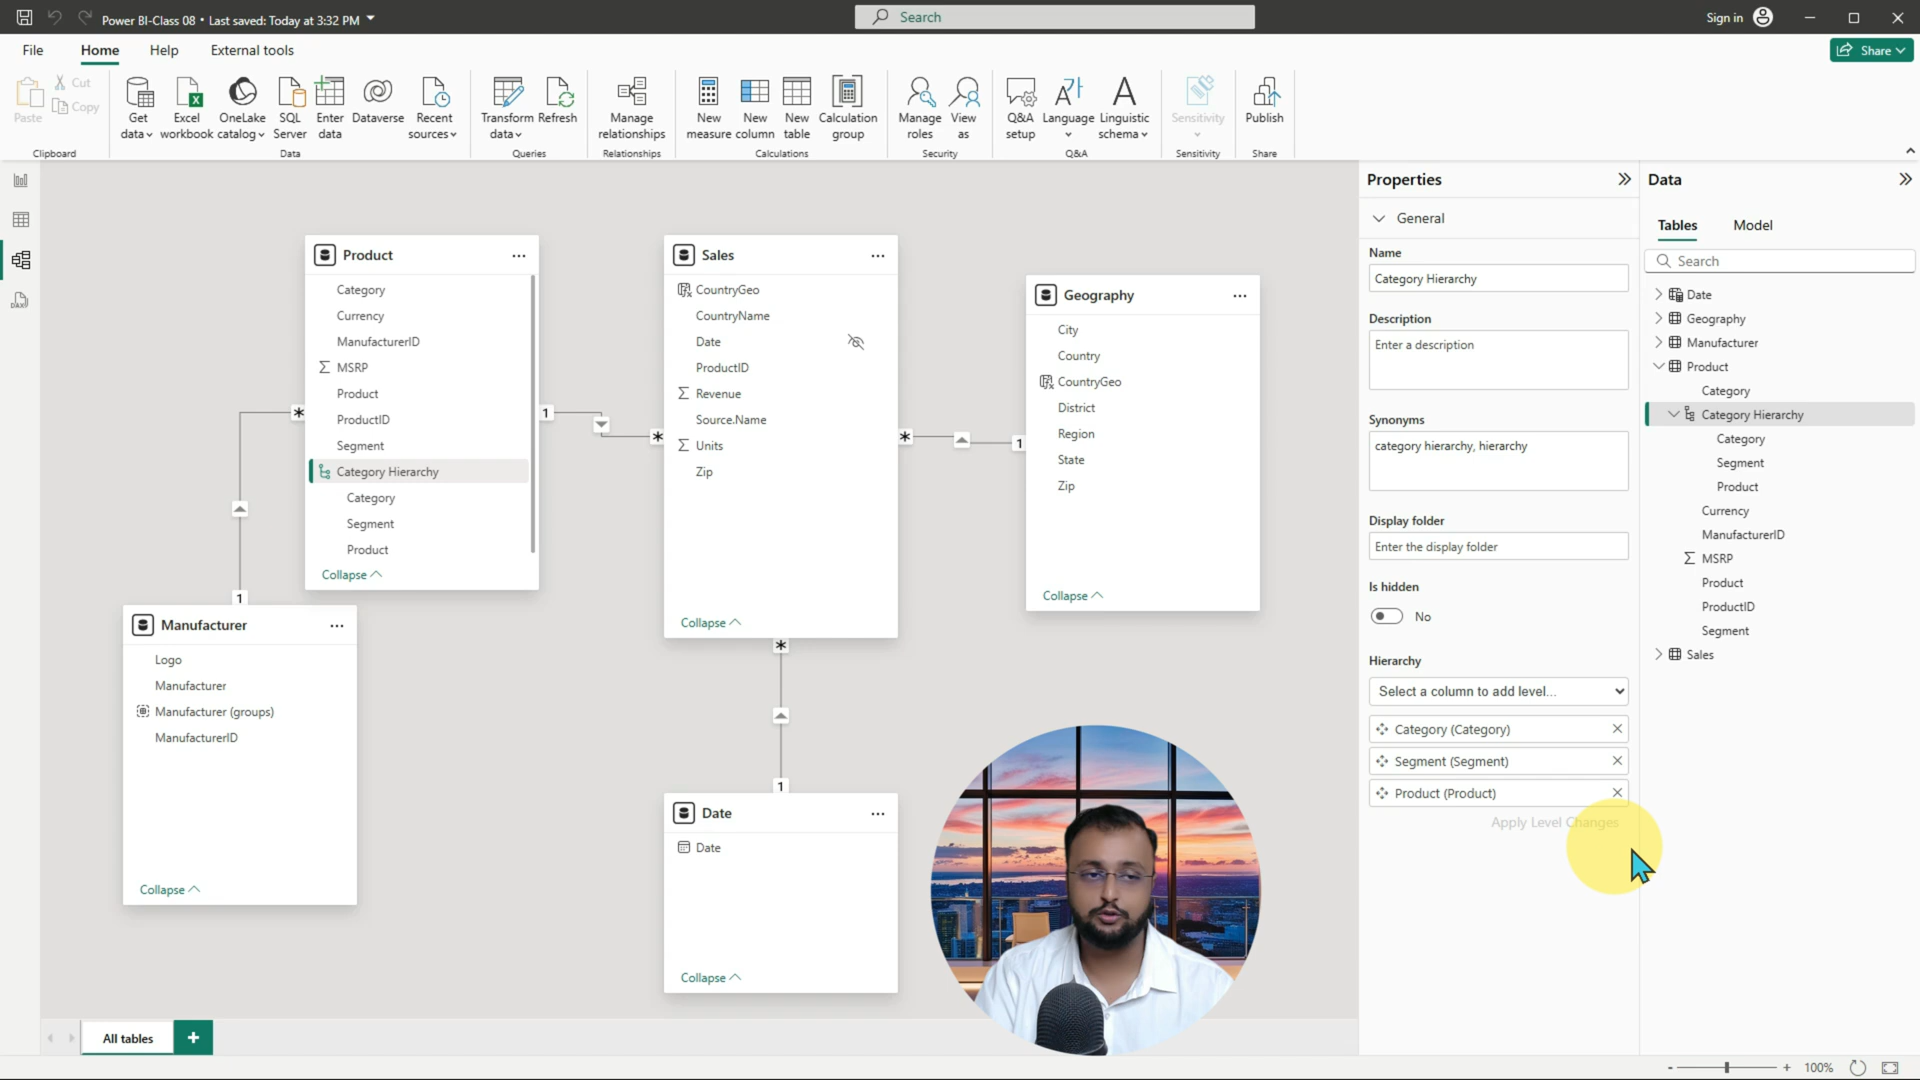 Power BI-Class 08 • Last saved: Today at 3:32 PM
Search
Sign in
File
Home
Help
External tools
Share
Paste
Cut
Copy
Clipboard
Get data
Excel workbook
OneLake catalog
SQL Server
Enter data
Dataverse
Recent sources
Data
Transform data
Refresh
Queries
Manage relationships
Relationships
New measure
New column
New table
Calculation group
Calculations
Manage roles
View as
Security
Q&A setup
Language
Linguistic schema
Q&A
Sensitivity
Sensitivity
Publish
Share
Product
Category
Currency
ManufacturerID
MSRP
Product
ProductID
Segment
Category Hierarchy
Category
Segment
Product
Collapse
Sales
CountryGeo
CountryName
Date
ProductID
Revenue
Source.Name
Units
Zip
Collapse
Geography
City
Country
CountryGeo
District
Region
State
Zip
Collapse
Manufacturer
Logo
Manufacturer
Manufacturer (groups)
ManufacturerID
Collapse
Date
Date
Collapse
*
1
1
*
*
1
*
1
All tables
Properties
General
Name
Category Hierarchy
Description
Enter a description
Synonyms
category hierarchy, hierarchy
Display folder
Enter the display folder
Is hidden
No
Hierarchy
Select a column to add level...
Category (Category)
Segment (Segment)
Product (Product)
Apply Level Changes
Data
Tables
Model
Search
Date
Geography
Manufacturer
Product
Category
Category Hierarchy
Category
Segment
Product
Currency
ManufacturerID
MSRP
Product
ProductID
Segment
Sales
100%